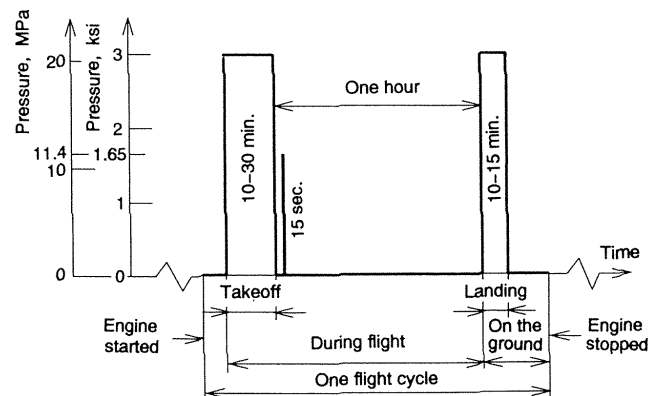 Pressure, MPa
Pressure, ksi
20
11.4
10
0
3
2
1.65
1
0
10–30 min.
15 sec.
One hour
10–15 min.
Time
Takeoff
Landing
Engine
started
During flight
On the
ground
Engine
stopped
One flight cycle